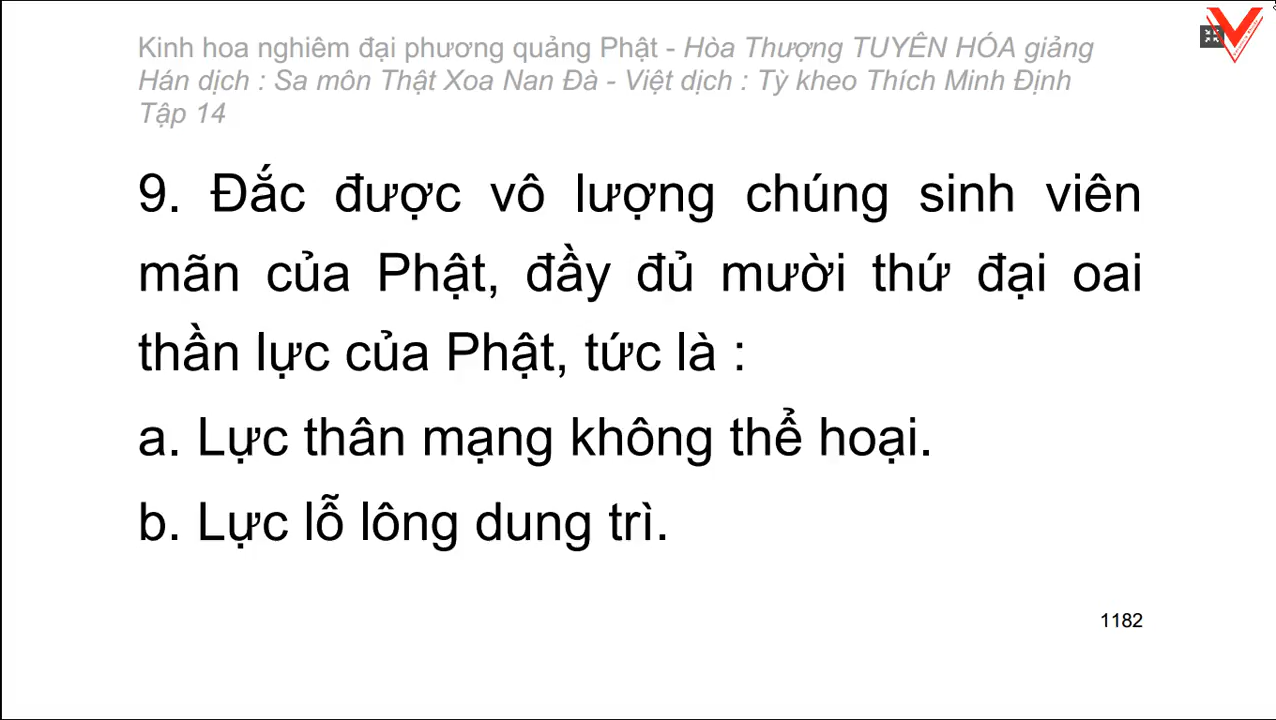 Kinh hoa nghiêm đại phương quảng Phật - Hòa Thượng TUYÊN HÓA giảng
Hán dịch : Sa môn Thật Xoa Nan Đà - Việt dịch : Tỳ kheo Thích Minh Định
Tập 14
9. Đắc được vô lượng chúng sinh viên
mãn của Phật, đầy đủ mười thứ đại oai
thần lực của Phật, tức là :
a. Lực thân mạng không thể hoại.
b. Lực lỗ lông dung trì.
1182